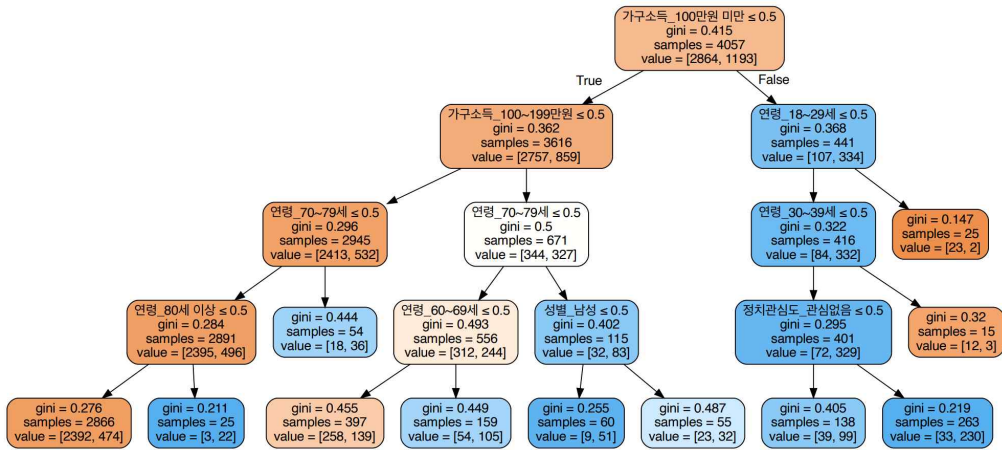 가구소득_100만원 미만 ≤ 0.5
gini = 0.415
samples = 4057
value = [2864, 1193]
True
False
가구소득_100~199만원 ≤ 0.5
gini = 0.362
samples = 3616
value = [2757, 859]
연령_18~29세 ≤ 0.5
gini = 0.368
samples = 441
value = [107, 334]
연령_70~79세 ≤ 0.5
gini = 0.296
samples = 2945
value = [2413, 532]
연령_70~79세 ≤ 0.5
gini = 0.5
samples = 671
value = [344, 327]
연령_30~39세 ≤ 0.5
gini = 0.322
samples = 416
value = [84, 332]
gini = 0.147
samples = 25
value = [23, 2]
연령_80세 이상 ≤ 0.5
gini = 0.284
samples = 2891
value = [2395, 496]
gini = 0.444
samples = 54
value = [18, 36]
연령_60~69세 ≤ 0.5
gini = 0.493
samples = 556
value = [312, 244]
성별_남성 ≤ 0.5
gini = 0.402
samples = 115
value = [32, 83]
정치관심도_관심없음 ≤ 0.5
gini = 0.295
samples = 401
value = [72, 329]
gini = 0.32
samples = 15
value = [12, 3]
gini = 0.276
samples = 2866
value = [2392, 474]
gini = 0.211
samples = 25
value = [3, 22]
gini = 0.455
samples = 397
value = [258, 139]
gini = 0.449
samples = 159
value = [54, 105]
gini = 0.255
samples = 60
value = [9, 51]
gini = 0.487
samples = 55
value = [23, 32]
gini = 0.405
samples = 138
value = [39, 99]
gini = 0.219
samples = 263
value = [33, 230]